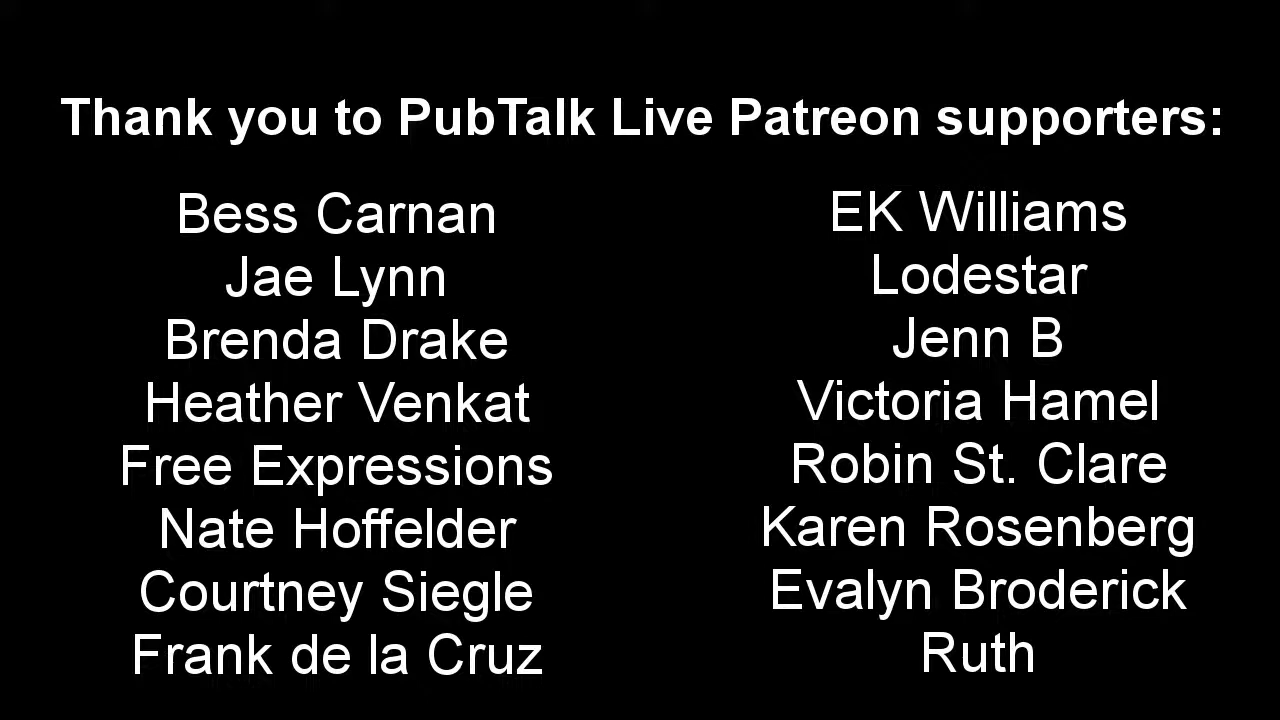 Thank you to PubTalk Live Patreon supporters:
Bess Carnan
Jae Lynn
Brenda Drake
Heather Venkat
Free Expressions
Nate Hoffelder
Courtney Siegle
Frank de la Cruz
EK Williams
Lodestar
Jenn B
Victoria Hamel
Robin St. Clare
Karen Rosenberg
Evalyn Broderick
Ruth